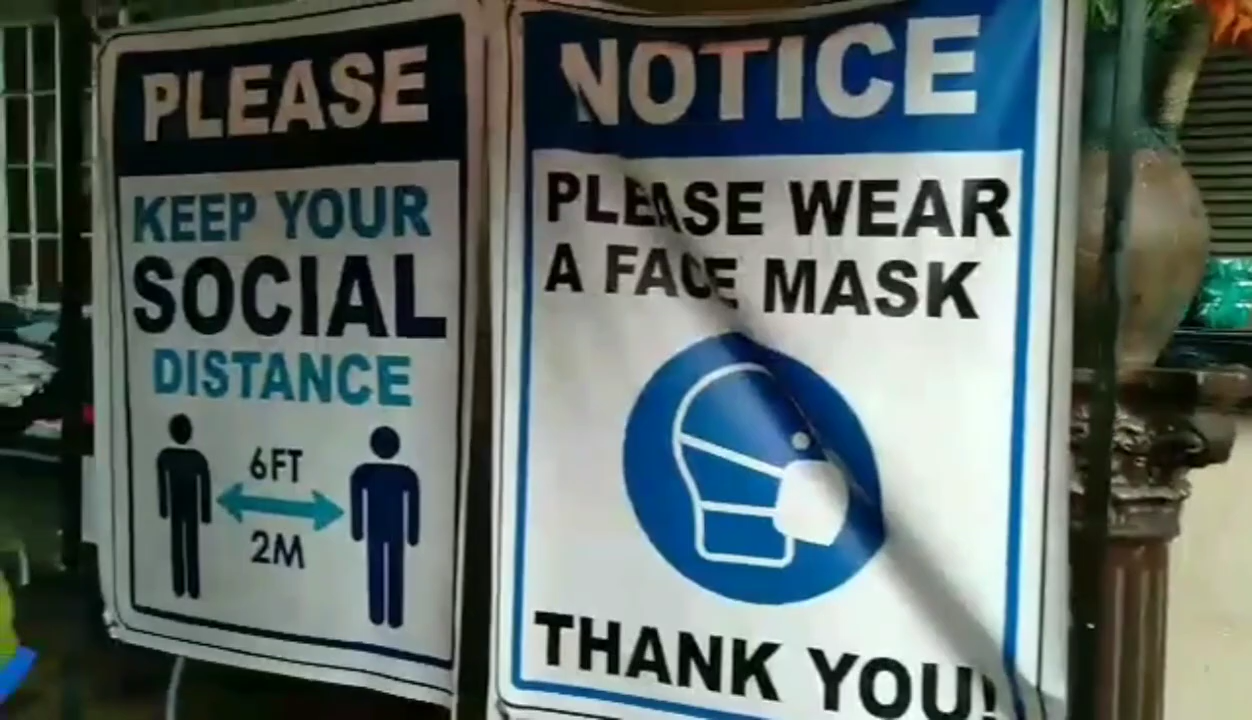 PLEASE
KEEP YOUR
SOCIAL
DISTANCE
6FT
2M
NOTICE
PLEASE WEAR
A FACE MASK
THANK YOU!